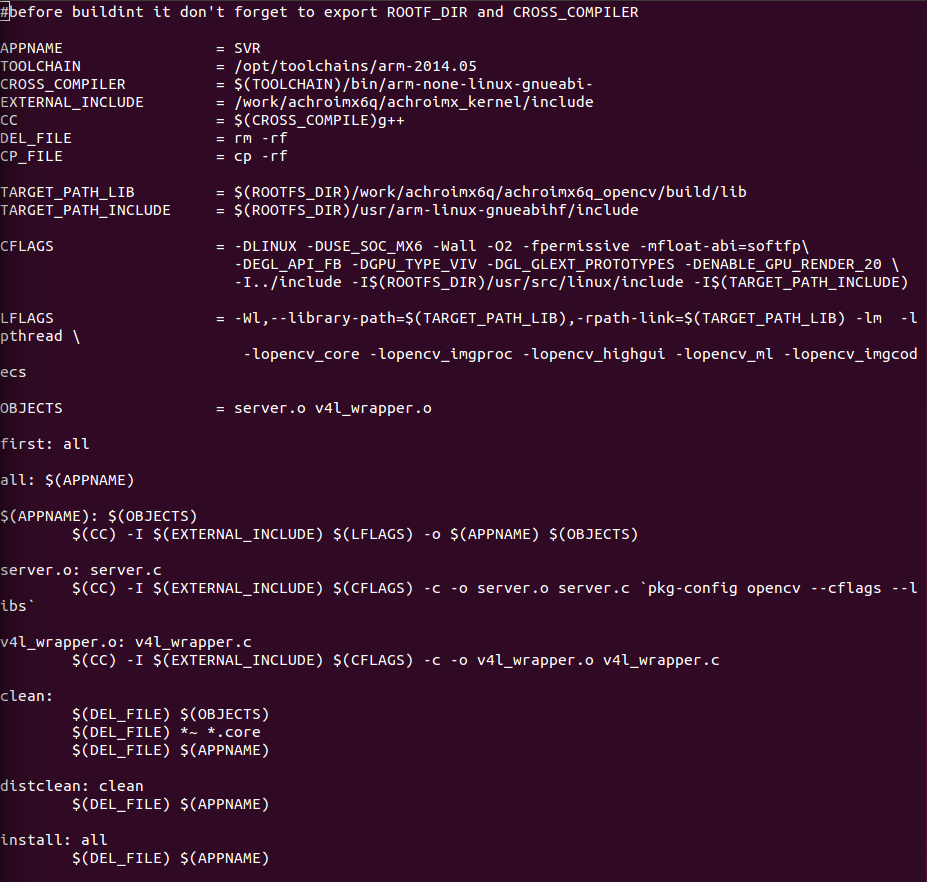 #before buildint it don't forget to export ROOTF_DIR and CROSS_COMPILER
APPNAME = SVR
TOOLCHAIN = /opt/toolchains/arm-2014.05
CROSS_COMPILER = $(TOOLCHAIN)/bin/arm-none-linux-gnueabi-
EXTERNAL_INCLUDE = /work/achroimx6q/achroimx_kernel/include
CC = $(CROSS_COMPILE)g++
DEL_FILE = rm -rf
CP_FILE = cp -rf
TARGET_PATH_LIB = $(ROOTFS_DIR)/work/achroimx6q/achroimx6q_opencv/build/lib
TARGET_PATH_INCLUDE = $(ROOTFS_DIR)/usr/arm-linux-gnueabihf/include
CFLAGS = -DLINUX -DUSE_SOC_MX6 -Wall -O2 -fpermissive -mfloat-abi=softfp\
-DEGL_API_FB -DGPU_TYPE_VIV -DGL_GLEXT_PROTOTYPES -DENABLE_GPU_RENDER_20 \
-I../include -I$(ROOTFS_DIR)/usr/src/linux/include -I$(TARGET_PATH_INCLUDE)
LFLAGS = -Wl,--library-path=$(TARGET_PATH_LIB),-rpath-link=$(TARGET_PATH_LIB) -lm  -l
pthread \
-lopencv_core -lopencv_imgproc -lopencv_highgui -lopencv_ml -lopencv_imgcod
ecs
OBJECTS = server.o v4l_wrapper.o
first: all
all: $(APPNAME)
$(APPNAME): $(OBJECTS)
$(CC) -I $(EXTERNAL_INCLUDE) $(LFLAGS) -o $(APPNAME) $(OBJECTS)
server.o: server.c
$(CC) -I $(EXTERNAL_INCLUDE) $(CFLAGS) -c -o server.o server.c `pkg-config opencv --cflags --l
ibs`
v4l_wrapper.o: v4l_wrapper.c
$(CC) -I $(EXTERNAL_INCLUDE) $(CFLAGS) -c -o v4l_wrapper.o v4l_wrapper.c
clean:
$(DEL_FILE) $(OBJECTS)
$(DEL_FILE) *~ *.core
$(DEL_FILE) $(APPNAME)
distclean: clean
$(DEL_FILE) $(APPNAME)
install: all
$(DEL_FILE) $(APPNAME)